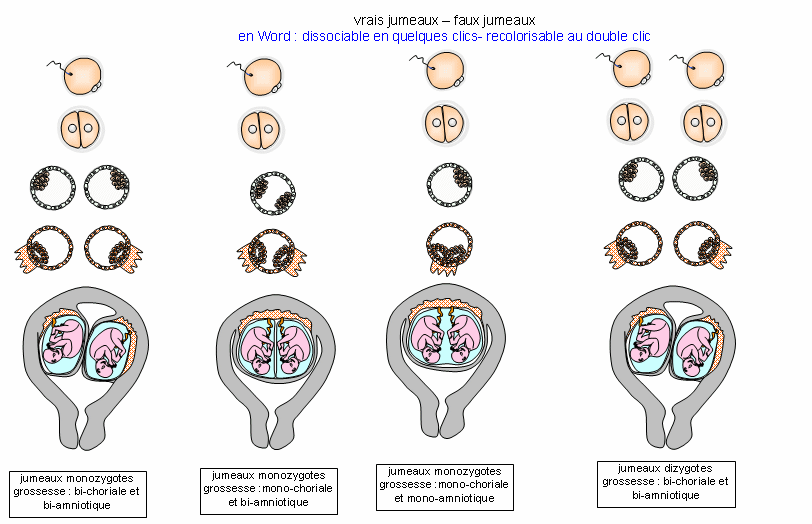 vrais jumeaux – faux jumeaux
en Word : dissociable en quelques clics- recolorisable au double clic
jumeaux monozygotes
grossesse : bi-choriale et
bi-amniotique
jumeaux monozygotes
grossesse : mono-choriale
et bi-amniotique
jumeaux monozygotes
grossesse : mono-choriale
et mono-amniotique
jumeaux dizygotes
grossesse : bi-choriale et
bi-amniotique